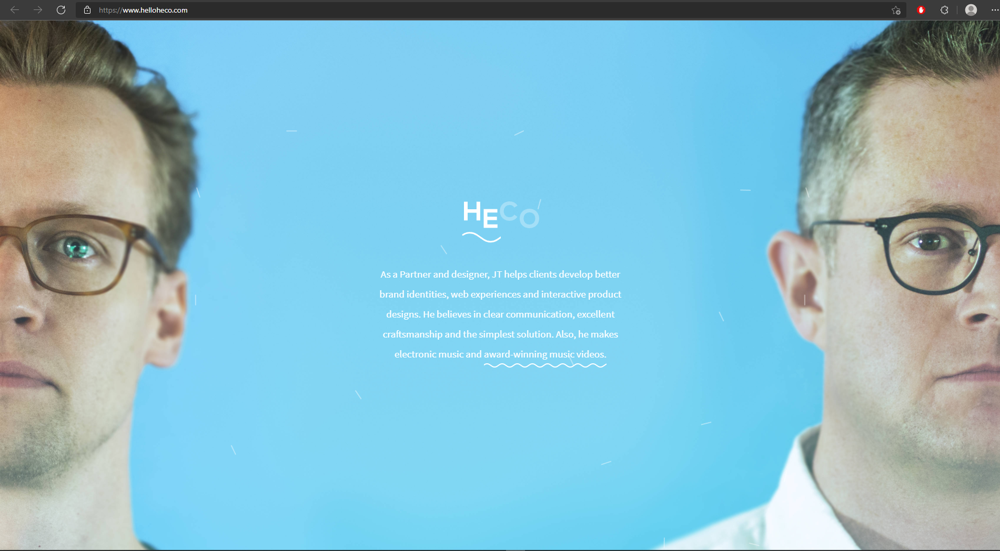 https://www.helloheco.com
HECO
As a Partner and designer, JT helps clients develop better
brand identities, web experiences and interactive product
designs. He believes in clear communication, excellent
craftsmanship and the simplest solution. Also, he makes
electronic music and award-winning music videos.